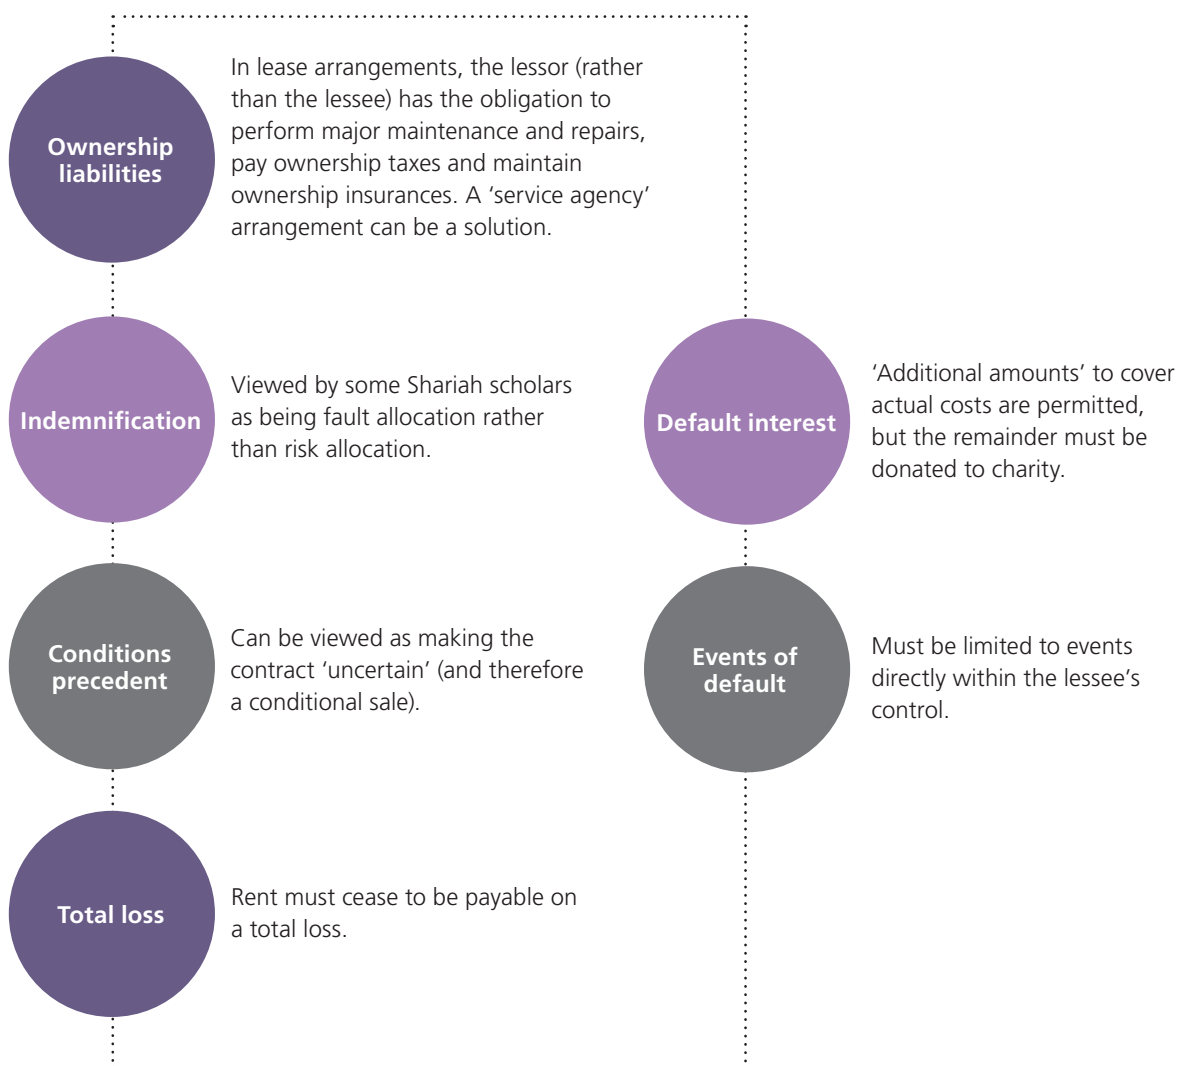 Ownership
liabilities
In lease arrangements, the lessor (rather
than the lessee) has the obligation to
perform major maintenance and repairs,
pay ownership taxes and maintain
ownership insurances. A ‘service agency’
arrangement can be a solution.
Indemnification
Viewed by some Shariah scholars
as being fault allocation rather
than risk allocation.
Conditions
precedent
Can be viewed as making the
contract ‘uncertain’ (and therefore
a conditional sale).
Total loss
Rent must cease to be payable on
a total loss.
Default interest
‘Additional amounts’ to cover
actual costs are permitted,
but the remainder must be
donated to charity.
Events of
default
Must be limited to events
directly within the lessee’s
control.